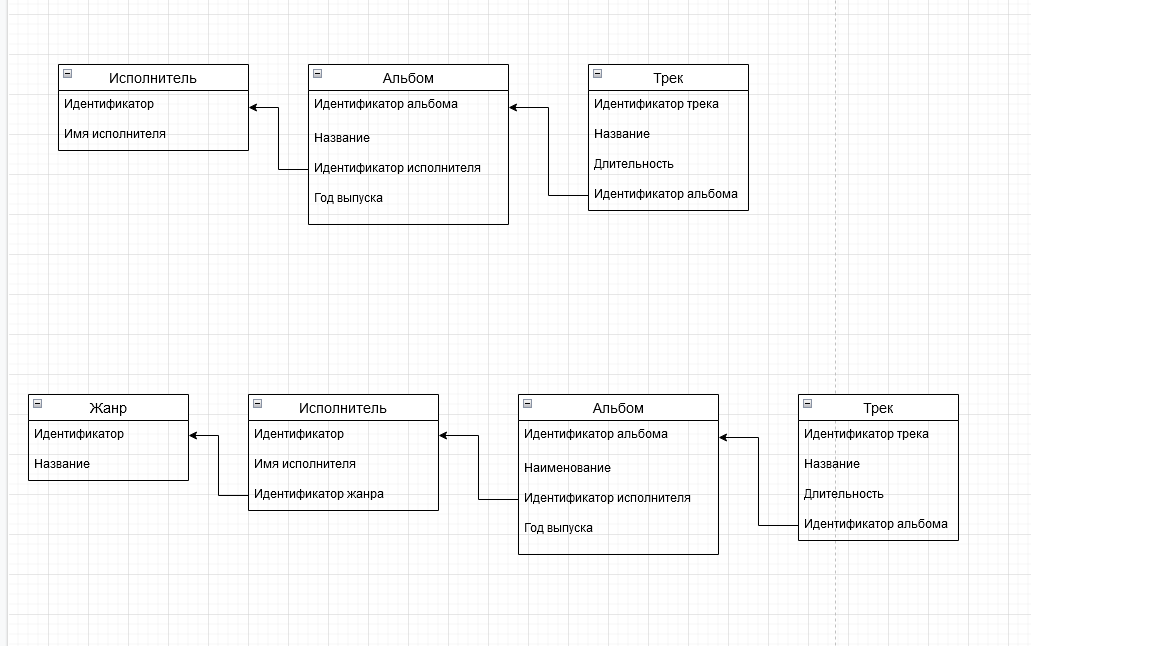 Исполнитель
Идентификатор
Имя исполнителя
Альбом
Идентификатор альбома
Название
Идентификатор исполнителя
Год выпуска
Трек
Идентификатор трека
Название
Длительность
Идентификатор альбома
Жанр
Идентификатор
Название
Исполнитель
Идентификатор
Имя исполнителя
Идентификатор жанра
Альбом
Идентификатор альбома
Наименование
Идентификатор исполнителя
Год выпуска
Трек
Идентификатор трека
Название
Длительность
Идентификатор альбома